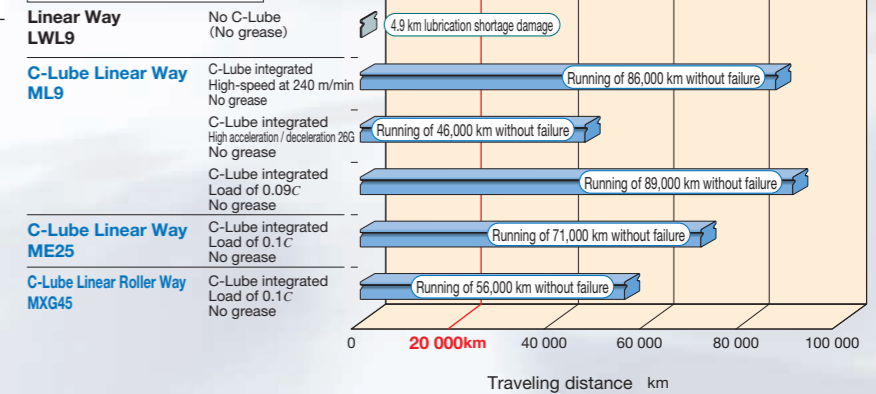 Linear Way
LWL9
No C-Lube
(No grease)
4.9 km lubrication shortage damage
C-Lube Linear Way
ML9
C-Lube integrated
High-speed at 240 m/min
No grease
Running of 86,000 km without failure
C-Lube integrated
High acceleration / deceleration 26G
No grease
Running of 46,000 km without failure
C-Lube integrated
Load of 0.09C
No grease
Running of 89,000 km without failure
C-Lube Linear Way
ME25
C-Lube integrated
Load of 0.1C
No grease
Running of 71,000 km without failure
C-Lube Linear Roller Way
MXG45
C-Lube integrated
Load of 0.1C
No grease
Running of 56,000 km without failure
0 20 000km 40 000 60 000 80 000 100 000
Traveling distance km